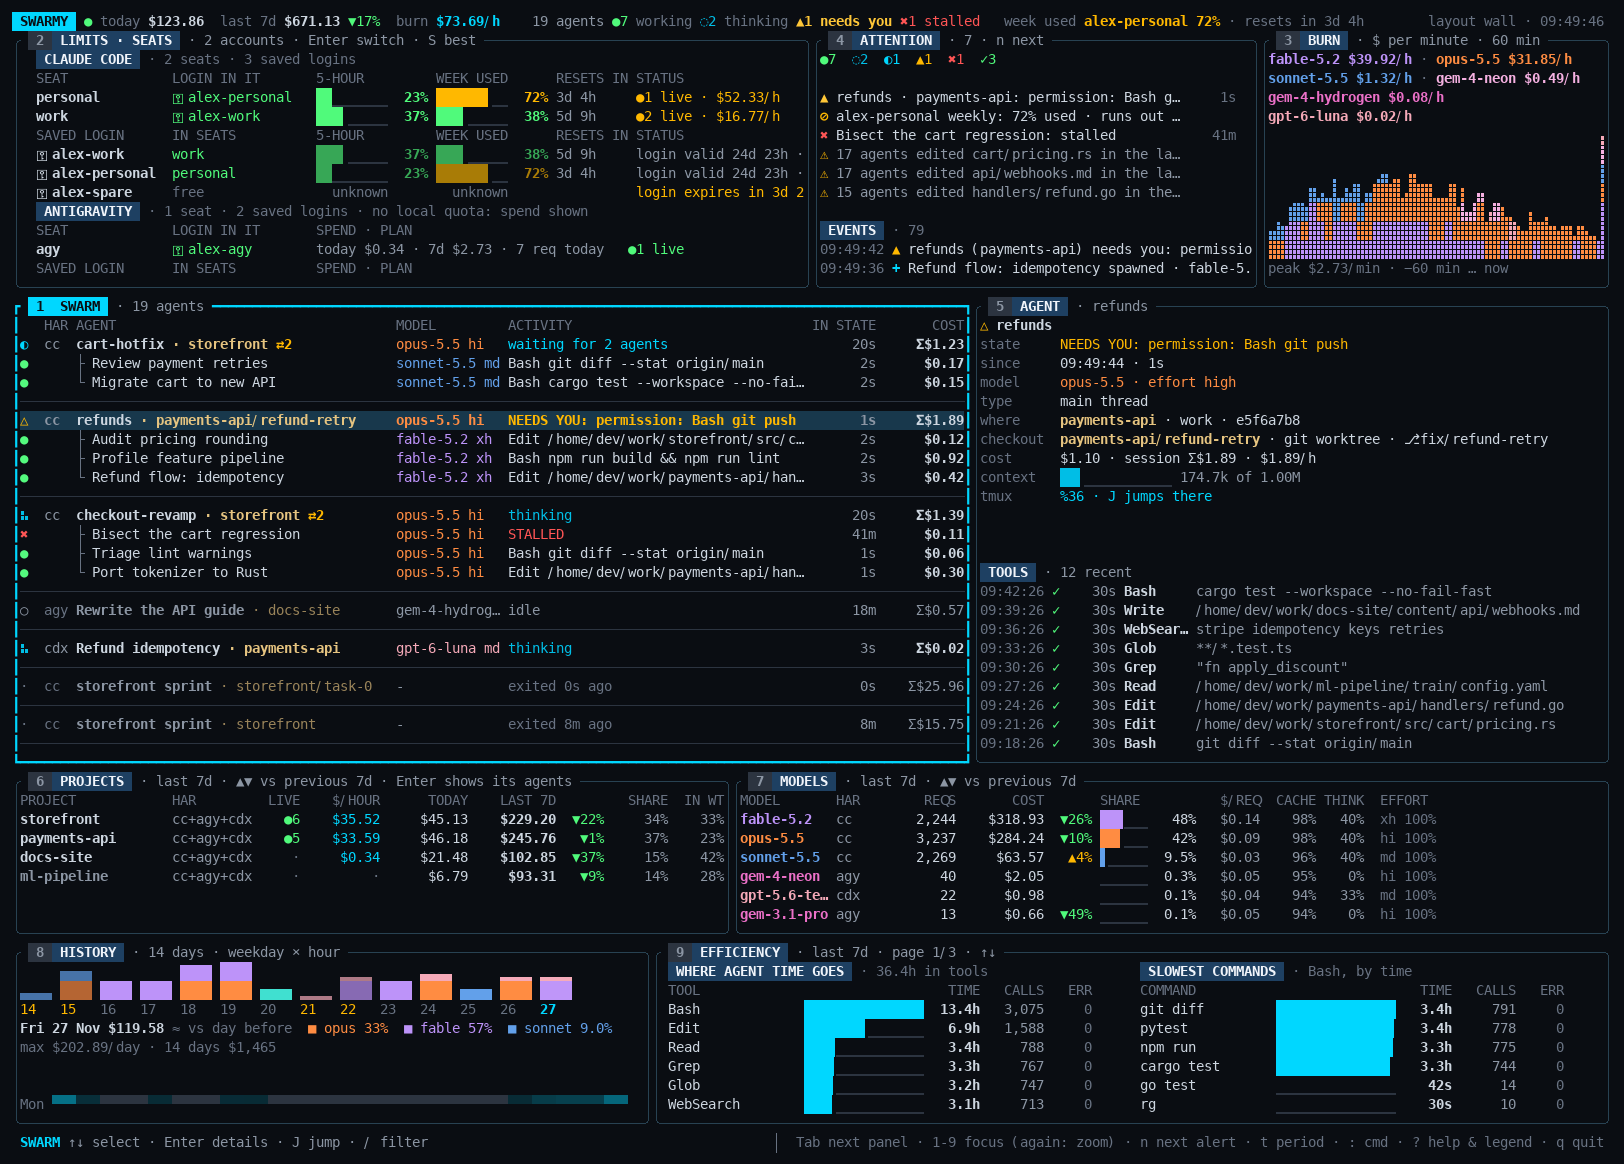 SWARMY ● today $123.86 last 7d $671.13 ▼17% burn $73.69/h 19 agents ●7 working ◌2 thinking ▲1 needs you ✖1 stalled week used alex-personal 72% · resets in 3d 4h layout wall · 09:49:46
2 LIMITS · SEATS · 2 accounts · Enter switch · S best
CLAUDE CODE · 2 seats · 3 saved logins
SEAT LOGIN IN IT 5-HOUR WEEK USED RESETS IN STATUS
personal alex-personal 23% 72% 3d 4h ●1 live · $52.33/h
work alex-work 37% 38% 5d 9h ●2 live · $16.77/h
SAVED LOGIN IN SEATS 5-HOUR WEEK USED RESETS IN STATUS
alex-work work 37% 38% 5d 9h login valid 24d 23h ·
alex-personal personal 23% 72% 3d 4h login valid 24d 23h ·
alex-spare free unknown unknown login expires in 3d 2
ANTIGRAVITY · 1 seat · 2 saved logins · no local quota: spend shown
SEAT LOGIN IN IT SPEND · PLAN
agy alex-agy today $0.34 · 7d $2.73 · 7 req today ●1 live
SAVED LOGIN IN SEATS SPEND · PLAN
4 ATTENTION · 7 · n next
●7 ◌2 ◐1 ▲1 ✖1 ✓3
▲ refunds · payments-api: permission: Bash g… 1s
⊘ alex-personal weekly: 72% used · runs out …
✖ Bisect the cart regression: stalled 41m
⚠ 17 agents edited cart/pricing.rs in the la…
⚠ 17 agents edited api/webhooks.md in the la…
⚠ 15 agents edited handlers/refund.go in the…
EVENTS · 79
09:49:42 ▲ refunds (payments-api) needs you: permissio
09:49:36 + Refund flow: idempotency spawned · fable-5.
3 BURN · $ per minute · 60 min
fable-5.2 $39.92/h · opus-5.5 $31.85/h
sonnet-5.5 $1.32/h · gem-4-neon $0.49/h
gem-4-hydrogen $0.08/h
gpt-6-luna $0.02/h
peak $2.73/min · −60 min … now
1 SWARM · 19 agents
HAR AGENT MODEL ACTIVITY IN STATE COST
◐ cc cart-hotfix · storefront ⇄2 opus-5.5 hi waiting for 2 agents 20s Σ$1.23
● ├ Review payment retries sonnet-5.5 md Bash git diff --stat origin/main 2s $0.17
● └ Migrate cart to new API sonnet-5.5 md Bash cargo test --workspace --no-fai… 2s $0.15
△ cc refunds · payments-api/refund-retry opus-5.5 hi NEEDS YOU: permission: Bash git push 1s Σ$1.89
● ├ Audit pricing rounding fable-5.2 xh Edit /home/dev/work/storefront/src/c… 2s $0.12
● ├ Profile feature pipeline fable-5.2 xh Bash npm run build && npm run lint 2s $0.92
● └ Refund flow: idempotency fable-5.2 xh Edit /home/dev/work/payments-api/han… 3s $0.42
cc checkout-revamp · storefront ⇄2 opus-5.5 hi thinking 20s Σ$1.39
✖ ├ Bisect the cart regression opus-5.5 hi STALLED 41m $0.11
● ├ Triage lint warnings opus-5.5 hi Bash git diff --stat origin/main 1s $0.06
● └ Port tokenizer to Rust opus-5.5 hi Edit /home/dev/work/payments-api/han… 1s $0.30
○ agy Rewrite the API guide · docs-site gem-4-hydrog… idle 18m Σ$0.57
cdx Refund idempotency · payments-api gpt-6-luna md thinking 3s Σ$0.02
· cc storefront sprint · storefront/task-0 - exited 0s ago 0s Σ$25.96
· cc storefront sprint · storefront - exited 8m ago 8m Σ$15.75
5 AGENT · refunds
△ refunds
state NEEDS YOU: permission: Bash git push
since 09:49:44 · 1s
model opus-5.5 · effort high
type main thread
where payments-api · work · e5f6a7b8
checkout payments-api/refund-retry · git worktree · ⎇fix/refund-retry
cost $1.10 · session Σ$1.89 · $1.89/h
context 174.7k of 1.00M
tmux %36 · J jumps there
TOOLS · 12 recent
09:42:26 ✓ 30s Bash cargo test --workspace --no-fail-fast
09:39:26 ✓ 30s Write /home/dev/work/docs-site/content/api/webhooks.md
09:36:26 ✓ 30s WebSear… stripe idempotency keys retries
09:33:26 ✓ 30s Glob **/*.test.ts
09:30:26 ✓ 30s Grep "fn apply_discount"
09:27:26 ✓ 30s Read /home/dev/work/ml-pipeline/train/config.yaml
09:24:26 ✓ 30s Edit /home/dev/work/payments-api/handlers/refund.go
09:21:26 ✓ 30s Edit /home/dev/work/storefront/src/cart/pricing.rs
09:18:26 ✓ 30s Bash git diff --stat origin/main
6 PROJECTS · last 7d · ▲▼ vs previous 7d · Enter shows its agents
PROJECT HAR LIVE $/HOUR TODAY LAST 7D SHARE IN WT
storefront cc+agy+cdx ●6 $35.52 $45.13 $229.20 ▼22% 34% 33%
payments-api cc+agy+cdx ●5 $33.59 $46.18 $245.76 ▼1% 37% 23%
docs-site cc+agy+cdx · $0.34 $21.48 $102.85 ▼37% 15% 42%
ml-pipeline cc+agy+cdx · · $6.79 $93.31 ▼9% 14% 28%
7 MODELS · last 7d · ▲▼ vs previous 7d
MODEL HAR REQS COST SHARE $/REQ CACHE THINK EFFORT
fable-5.2 cc 2,244 $318.93 ▼26% 48% $0.14 98% 40% xh 100%
opus-5.5 cc 3,237 $284.24 ▼10% 42% $0.09 98% 40% hi 100%
sonnet-5.5 cc 2,269 $63.57 ▲4% 9.5% $0.03 96% 40% md 100%
gem-4-neon agy 40 $2.05 0.3% $0.05 95% 0% hi 100%
gpt-5.6-te… cdx 22 $0.98 0.1% $0.04 94% 33% md 100%
gem-3.1-pro agy 13 $0.66 ▼49% 0.1% $0.05 94% 0% hi 100%
8 HISTORY · 14 days · weekday × hour
14 15 16 17 18 19 20 21 22 23 24 25 26 27
Fri 27 Nov $119.58 ≈ vs day before ■ opus 33% ■ fable 57% ■ sonnet 9.0%
max $202.89/day · 14 days $1,465
Mon
9 EFFICIENCY · last 7d · page 1/3 · ↑↓
WHERE AGENT TIME GOES · 36.4h in tools
TOOL TIME CALLS ERR
Bash 13.4h 3,075 0
Edit 6.9h 1,588 0
Read 3.4h 788 0
Grep 3.3h 767 0
Glob 3.2h 747 0
WebSearch 3.1h 713 0
SLOWEST COMMANDS · Bash, by time
COMMAND TIME CALLS ERR
git diff 3.4h 791 0
pytest 3.4h 778 0
npm run 3.3h 775 0
cargo test 3.3h 744 0
go test 42s 14 0
rg 30s 10 0
SWARM ↑↓ select · Enter details · J jump · / filter
Tab next panel · 1-9 focus (again: zoom) · n next alert · t period · : cmd · ? help & legend · q quit